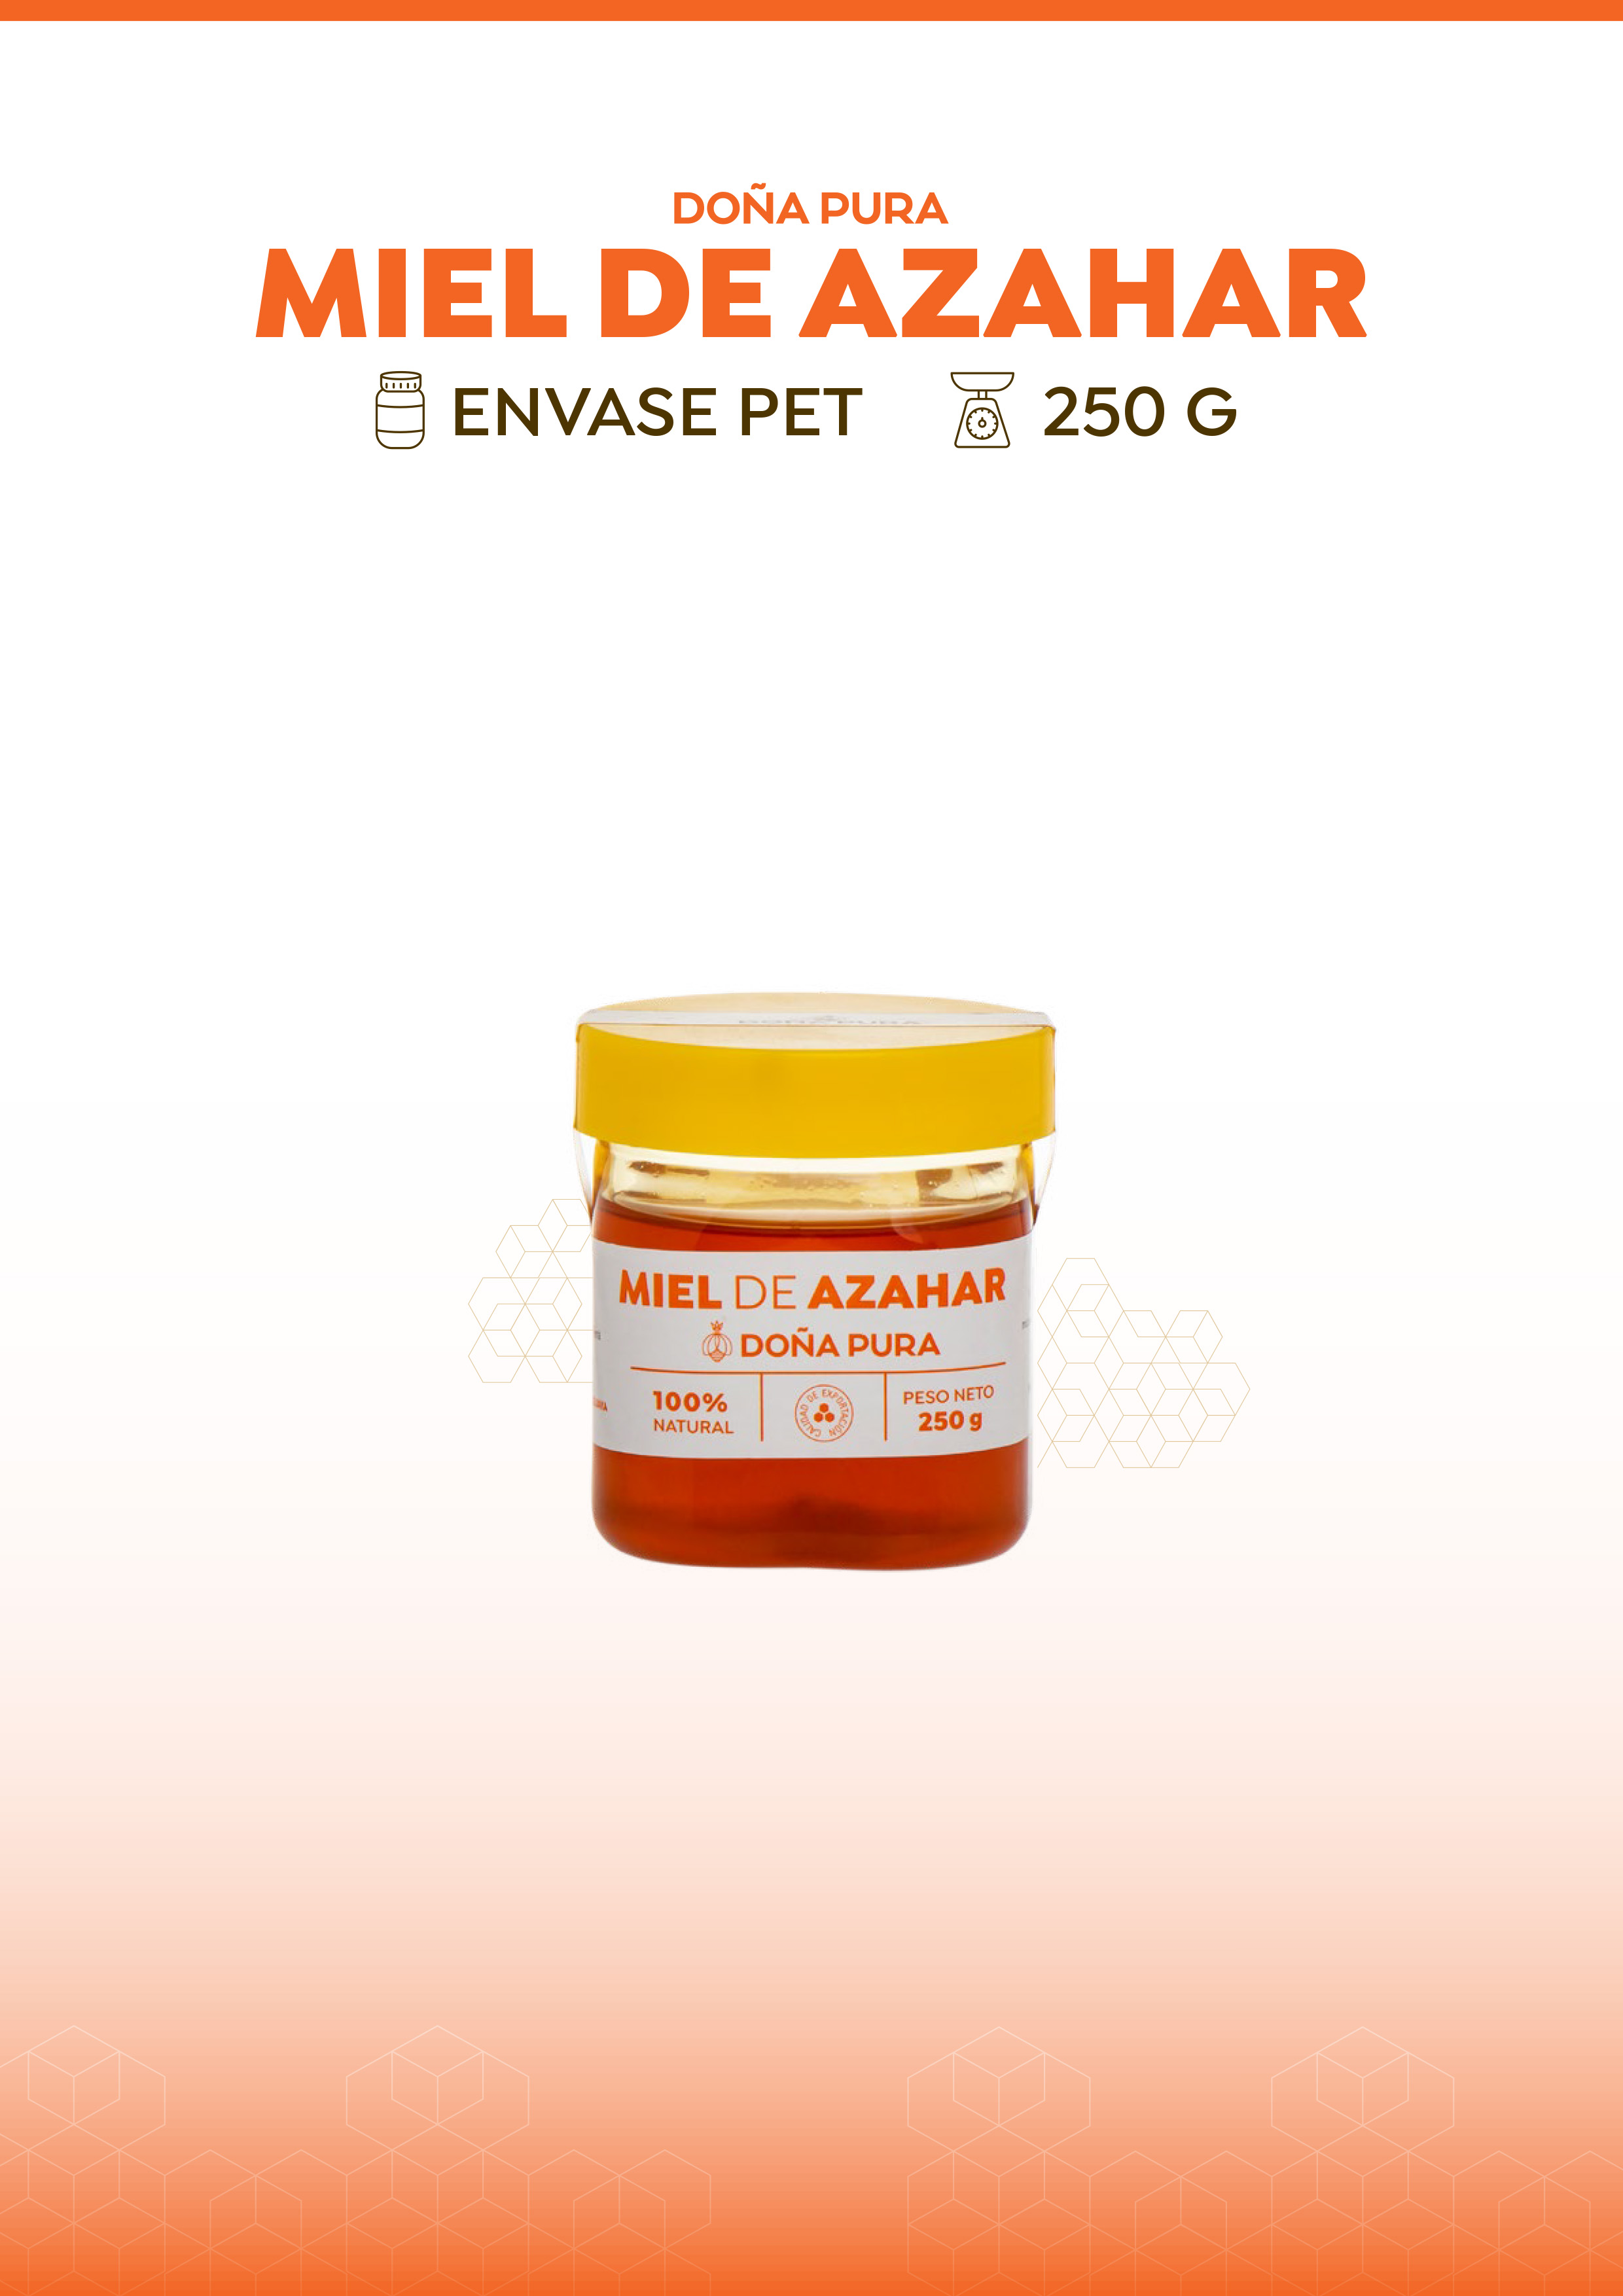 DOÑA PURA
MIEL DE AZAHAR
ENVASE PET 250 G
MIEL DE AZAHAR
DOÑA PURA
100%
NATURAL
CALIDAD DE EXPORTACIÓN
PESO NETO
250 g